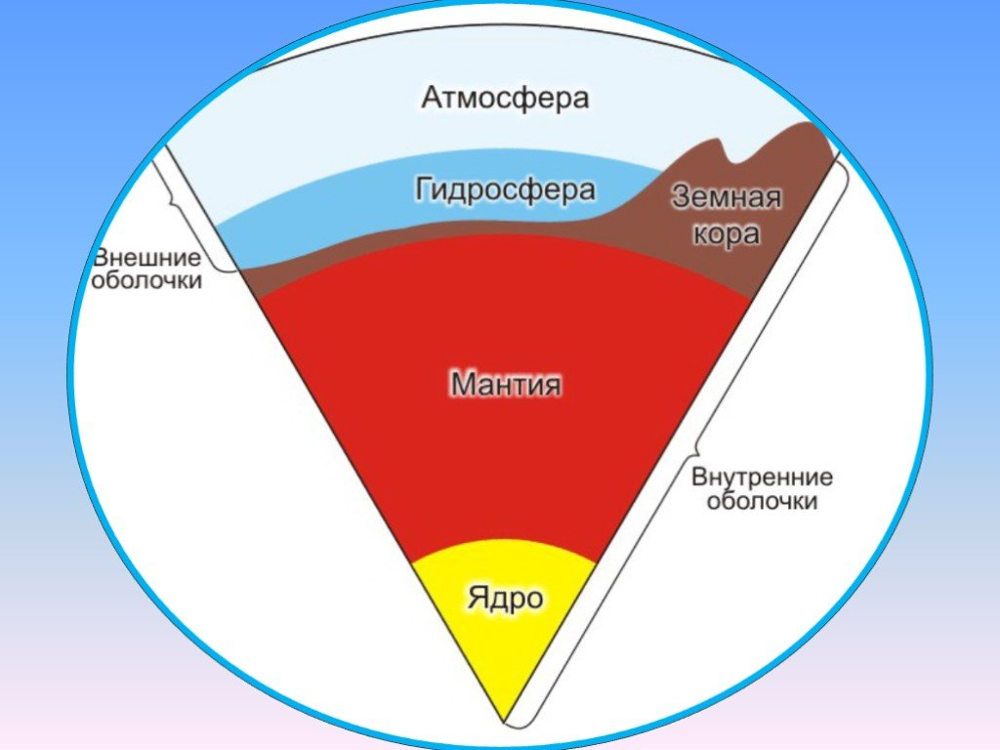 Атмосфера
Гидросфера
Земная
кора
Внешние
оболочки
Мантия
Внутренние
оболочки
Ядро